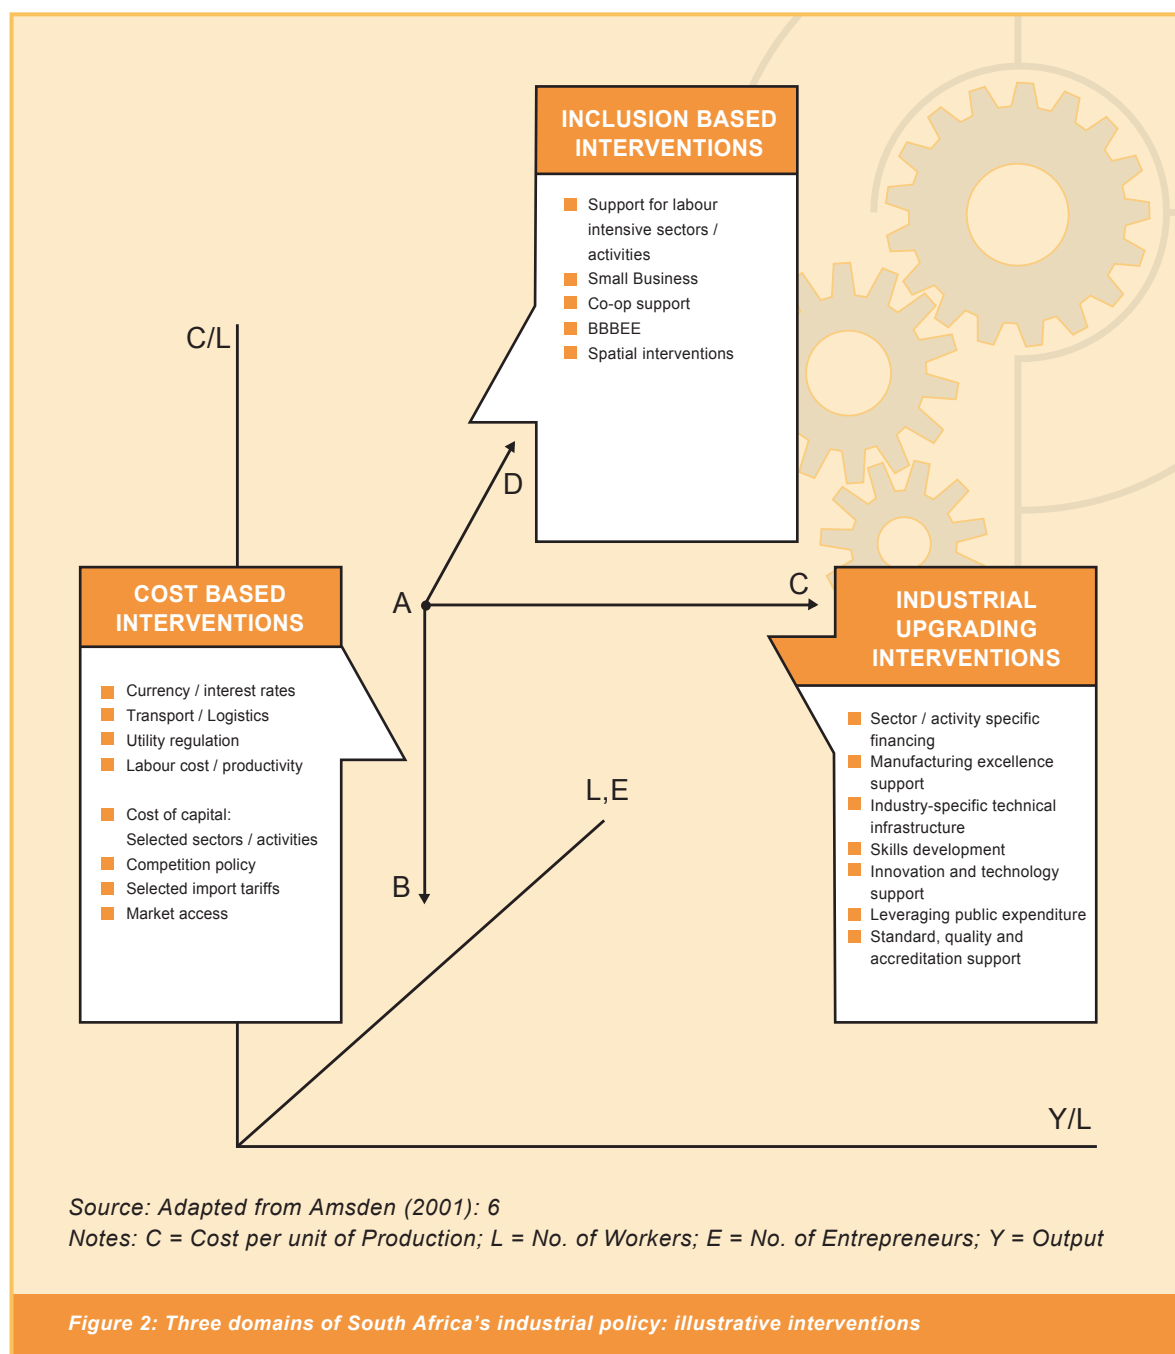 INCLUSION BASED
INTERVENTIONS
Support for labour
intensive sectors /
activities
Small Business
Co-op support
BBBEE
Spatial interventions
C/L
D
A
C
B
L,E
Y/L
COST BASED
INTERVENTIONS
Currency / interest rates
Transport / Logistics
Utility regulation
Labour cost / productivity
Cost of capital:
Selected sectors / activities
Competition policy
Selected import tariffs
Market access
INDUSTRIAL
UPGRADING
INTERVENTIONS
Sector / activity specific
financing
Manufacturing excellence
support
Industry-specific technical
infrastructure
Skills development
Innovation and technology
support
Leveraging public expenditure
Standard, quality and
accreditation support
Source: Adapted from Amsden (2001): 6
Notes: C = Cost per unit of Production; L = No. of Workers; E = No. of Entrepreneurs; Y = Output
Figure 2: Three domains of South Africa's industrial policy: illustrative interventions